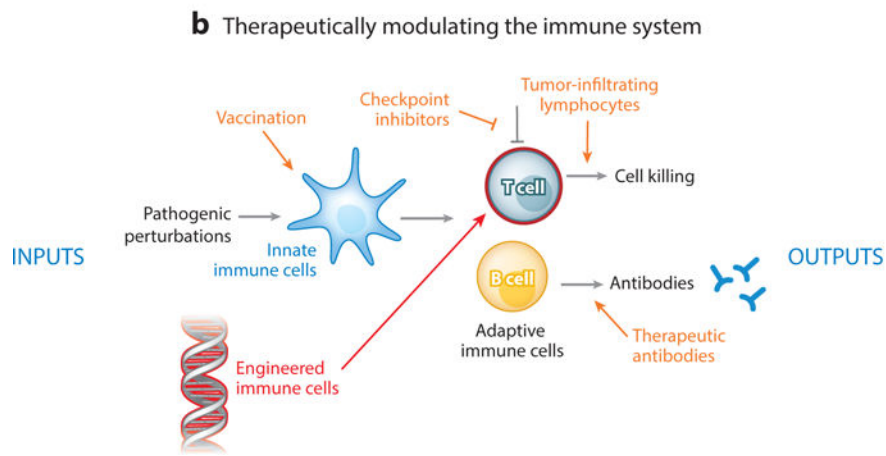 b Therapeutically modulating the immune system
Vaccination
Checkpoint
inhibitors
Tumor-infiltrating
lymphocytes
T cell
Cell killing
Pathogenic
perturbations
INPUTS
Innate
immune cells
B cell
Antibodies
OUTPUTS
Adaptive
immune cells
Therapeutic
antibodies
Engineered
immune cells